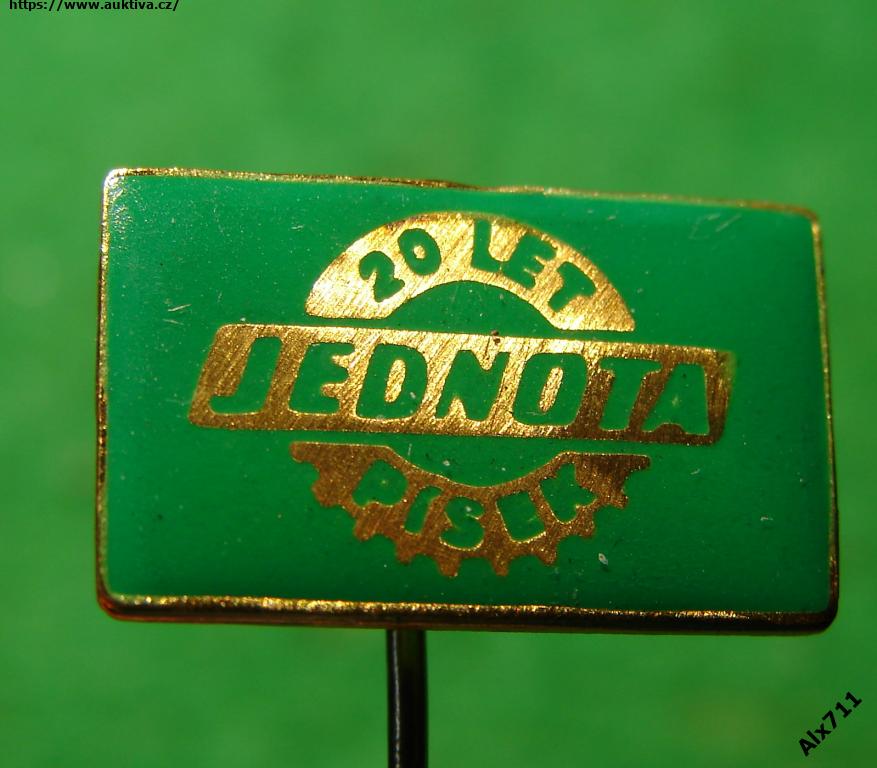 https://www.auktiva.cz/
20 LET
JEDNOTA
PÍSEK
Alx711